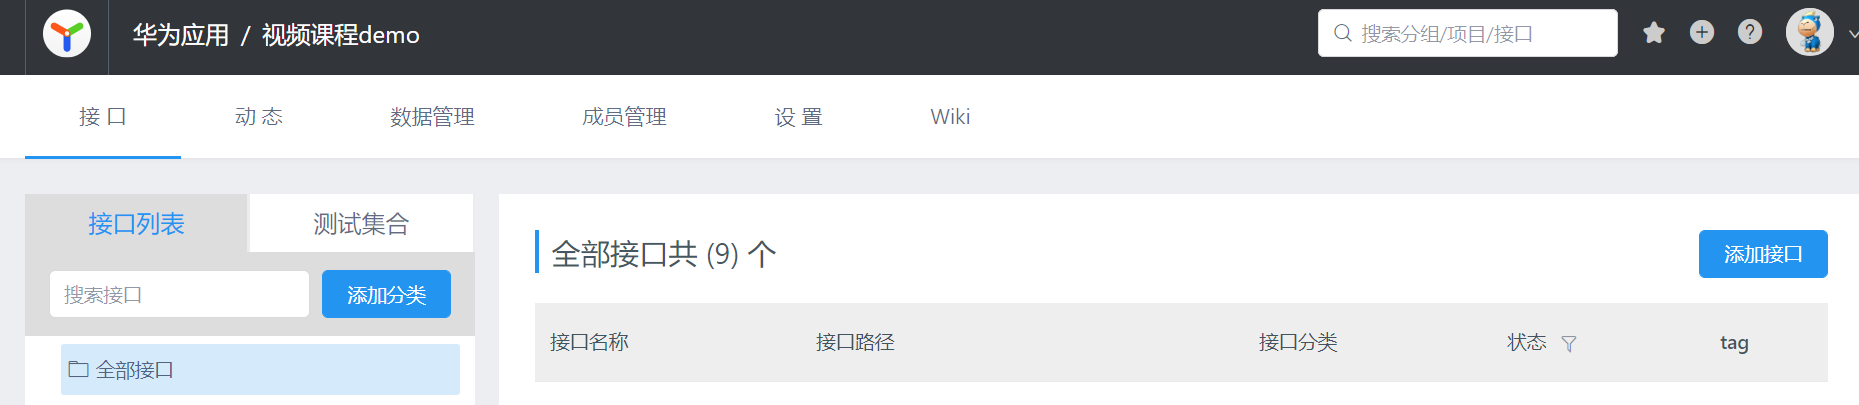 华为应用 / 视频课程demo
搜索分组/项目/接口
接 口 动 态 数据管理 成员管理 设 置 Wiki
接口列表 测试集合
搜索接口 添加分类
全部接口
全部接口共 (9) 个 添加接口
接口名称 接口路径 接口分类 状态 tag